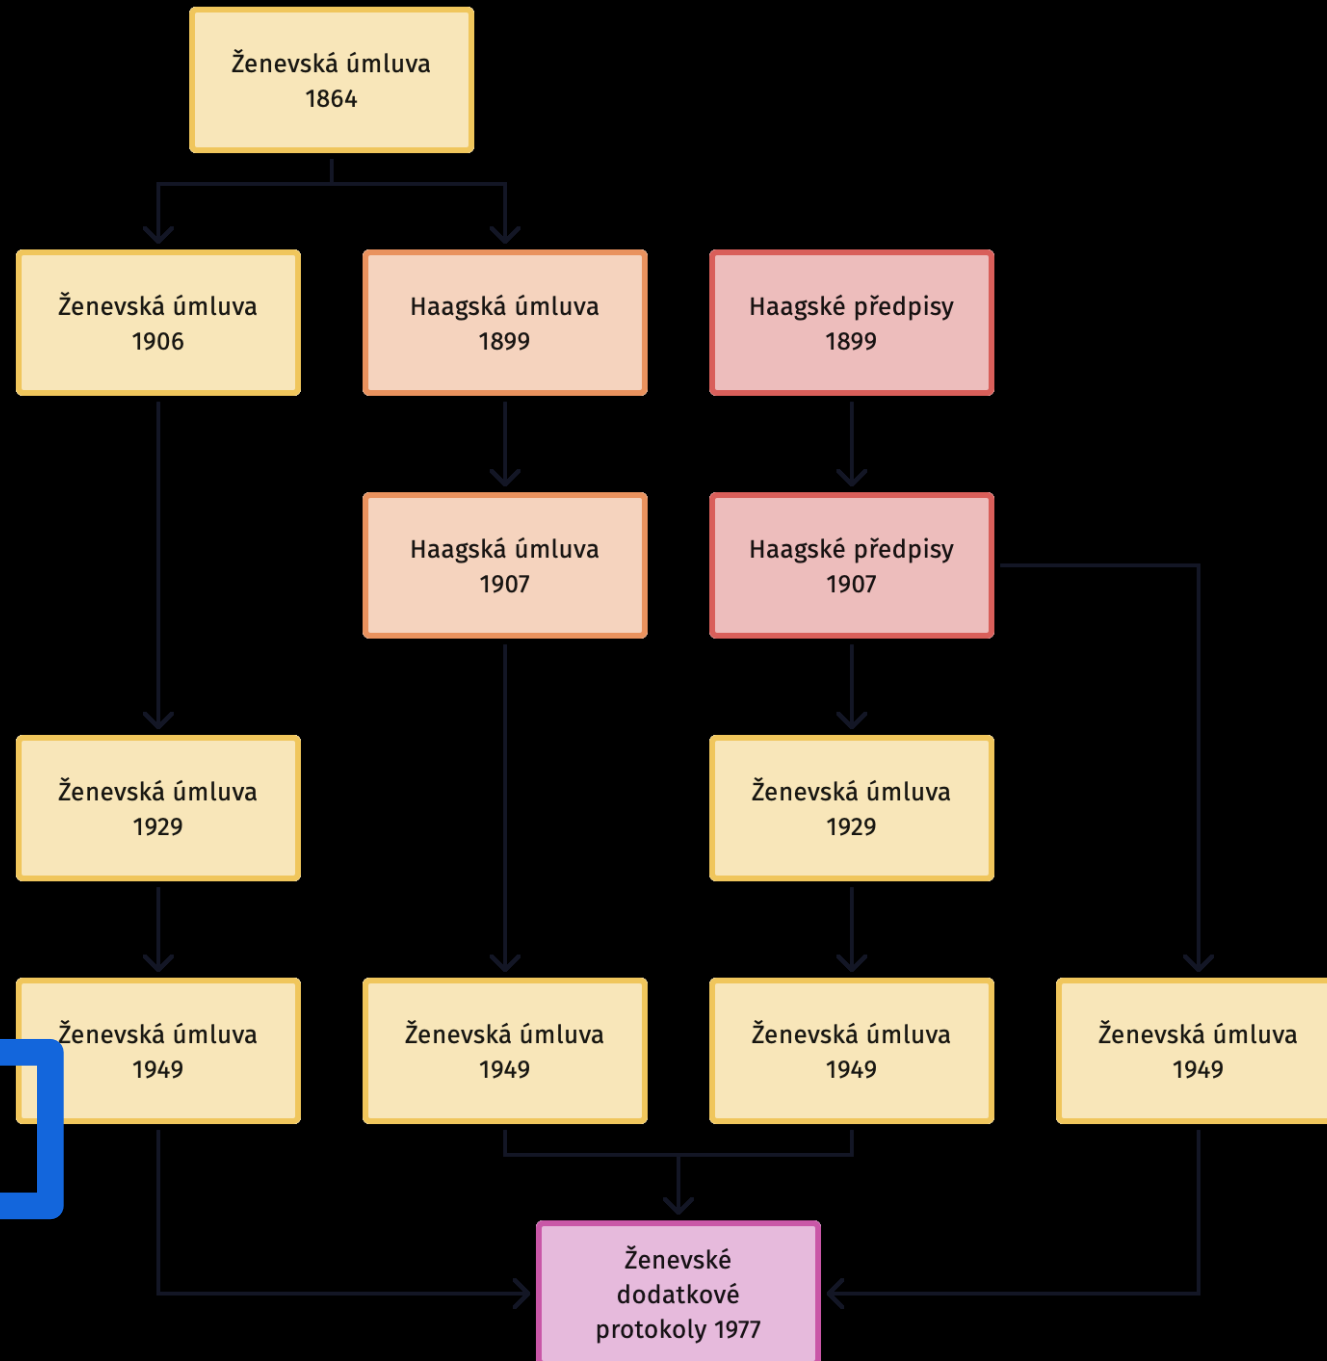 Ženevská úmluva
1864
Ženevská úmluva
1906
Haagská úmluva
1899
Haagské předpisy
1899
Haagská úmluva
1907
Haagské předpisy
1907
Ženevská úmluva
1929
Ženevská úmluva
1929
Ženevská úmluva
1949
Ženevská úmluva
1949
Ženevská úmluva
1949
Ženevská úmluva
1949
Ženevské
dodatkové
protokoly 1977